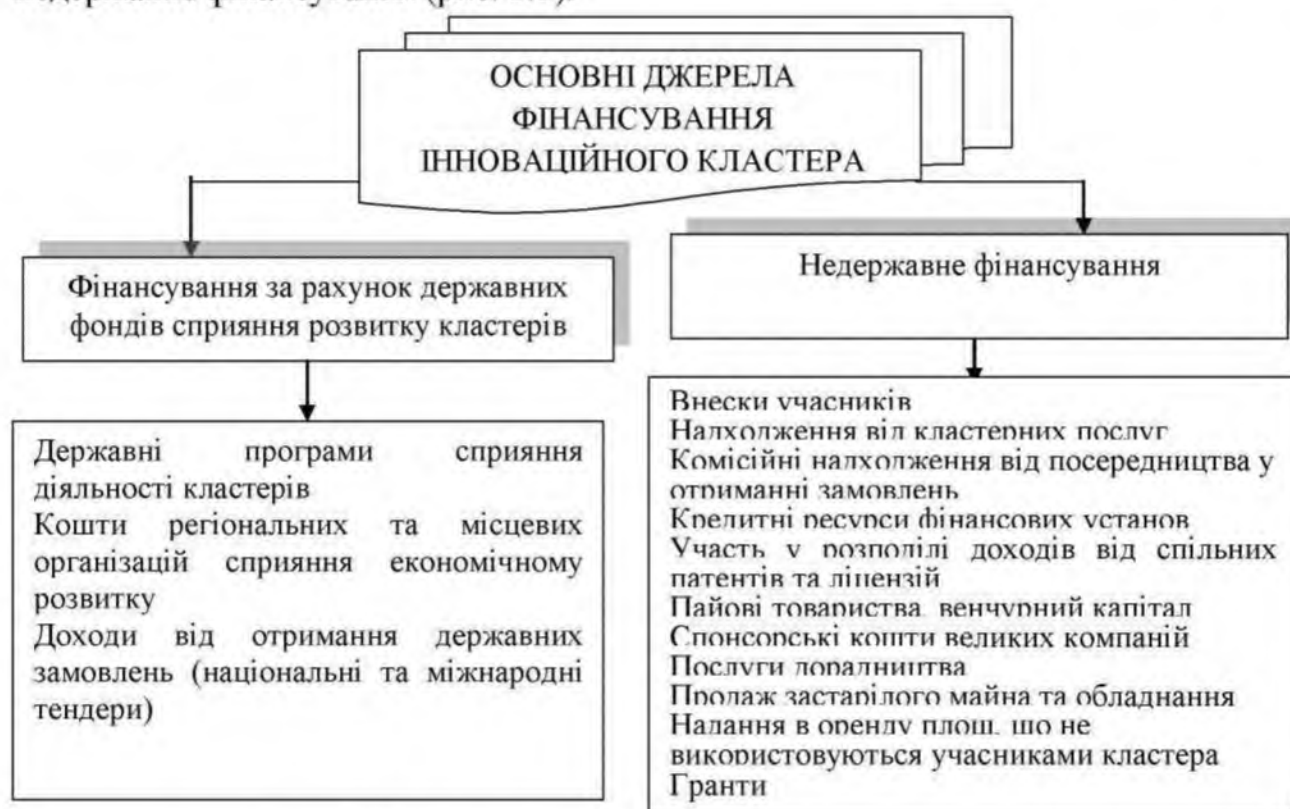 ОСНОВНІ ДЖЕРЕЛА
ФІНАНСУВАННЯ
ІННОВАЦІЙНОГО КЛАСТЕРА
Фінансування за рахунок державних
фондів сприяння розвитку кластерів
Державні програми сприяння
діяльності кластерів
Кошти регіональних та місцевих
організацій сприяння економічному
розвитку
Доходи від отримання державних
замовлень (національні та міжнародні
тендери)
Недержавне фінансування
Внески учасників
Надходження від кластерних послуг
Комісійні надходження від посередництва у
отриманні замовлень
Кредитні ресурси фінансових установ
Участь у розподілі доходів від спільних
патентів та ліцензій
Пайові товариства, венчурний капітал
Спонсорські кошти великих компаній
Послуги дорадництва
Продаж застарілого майна та обладнання
Надання в оренду площ, що не
використовуються учасниками кластера
Гранти